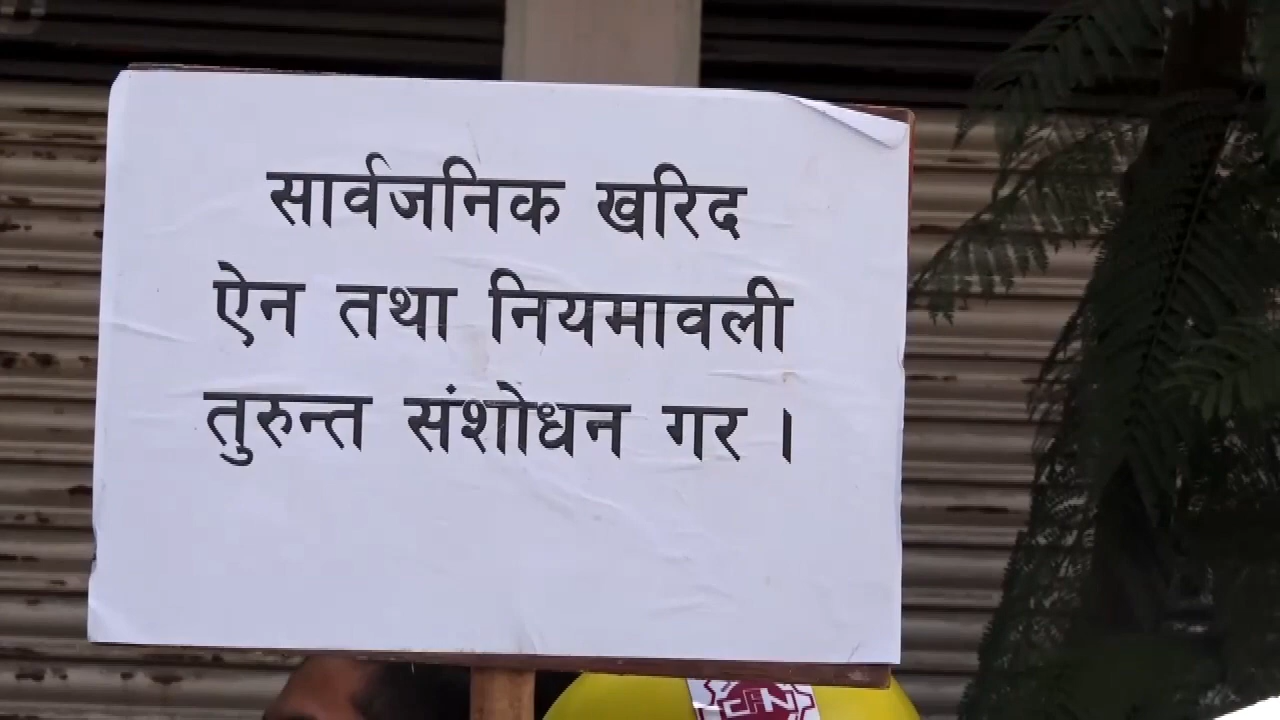 सार्वजनिक खरिद
ऐन तथा नियमावली
तुरुन्त संशोधन गर ।